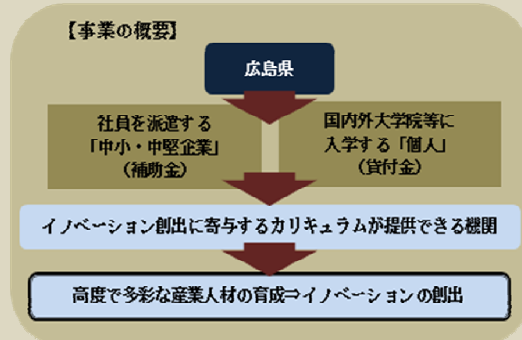 【事業の概要】
広島県
社員を派遣する
「中小・中堅企業」
（補助金）
国内外大学院等に
入学する「個人」
（貸付金）
イノベーション創出に寄与するカリキュラムが提供できる機関
高度で多彩な産業人材の育成⇒イノベーションの創出